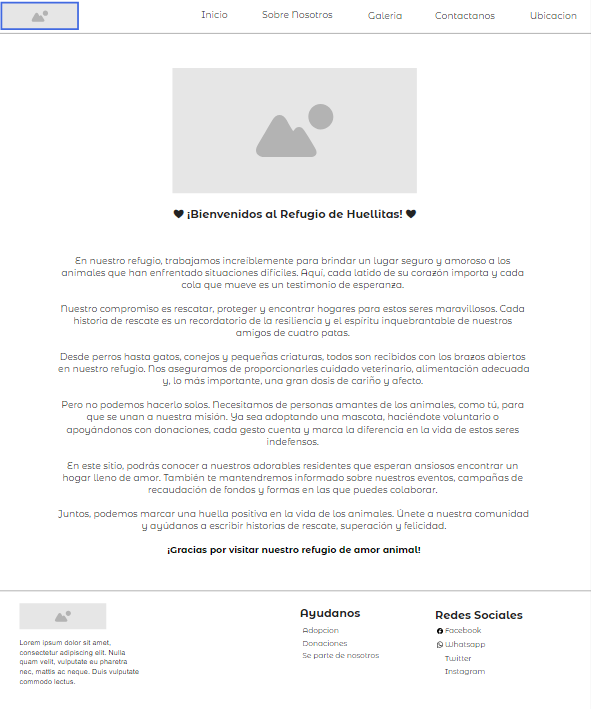 Inicio
Sobre Nosotros
Galeria
Contactanos
Ubicacion
¡Bienvenidos al Refugio de Huellitas!
En nuestro refugio, trabajamos increiblemente para brindar un lugar seguro y amoroso a los
animales que han enfrentado situaciones difíciles. Aquí, cada latido de su corazón importa y cada
cola que mueve es un testimonio de esperanza.
Nuestro compromiso es rescatar, proteger y encontrar hogares para estos seres maravillosos. Cada
historia de rescate es un recordatorio de la resiliencia y el espíritu inquebrantable de nuestros
amigos de cuatro patas.
Desde perros hasta gatos, conejos y pequeñas criaturas, todos son recibidos con los brazos abiertos
en nuestro refugio. Nos aseguramos de proporcionarles cuidado veterinario, alimentación adecuada
y, lo más importante, una gran dosis de cariño y afecto.
Pero no podemos hacerlo solos. Necesitamos de personas amantes de los animales, como tú, para
que se unan a nuestra misión. Ya sea adoptando una mascota, haciéndote voluntario o
apoyándonos con donaciones, cada gesto cuenta y marca la diferencia en la vida de estos seres
indefensos.
En este sitio, podrás conocer a nuestros adorables residentes que esperan ansiosos encontrar un
hogar lleno de amor. También te mantendremos informado sobre nuestros eventos, campañas de
recaudación de fondos y formas en las que puedes colaborar.
Juntos, podemos marcar una huella positiva en la vida de los animales. Únete a nuestra comunidad
y ayúdanos a escribir historias de rescate, superación y felicidad.
¡Gracias por visitar nuestro refugio de amor animal!
Lorem ipsum dolor sit amet,
consectetur adipiscing elit. Nulla
quam velit, vulputate eu pharetra
nec, mattis ac neque. Duis vulputate
commodo lectus.
Ayudanos
Adopcion
Donaciones
Se parte de nosotros
Redes Sociales
Facebook
Whatsapp
Twitter
Instagram